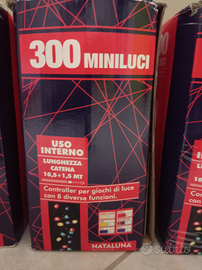 300 MINILUCI
USO
INTERNO
LUNGHEZZA
CATENA
10,5+1,5 MT
Controller per giochi di luce
con 8 diverse funzioni.
NATALUNA
subito